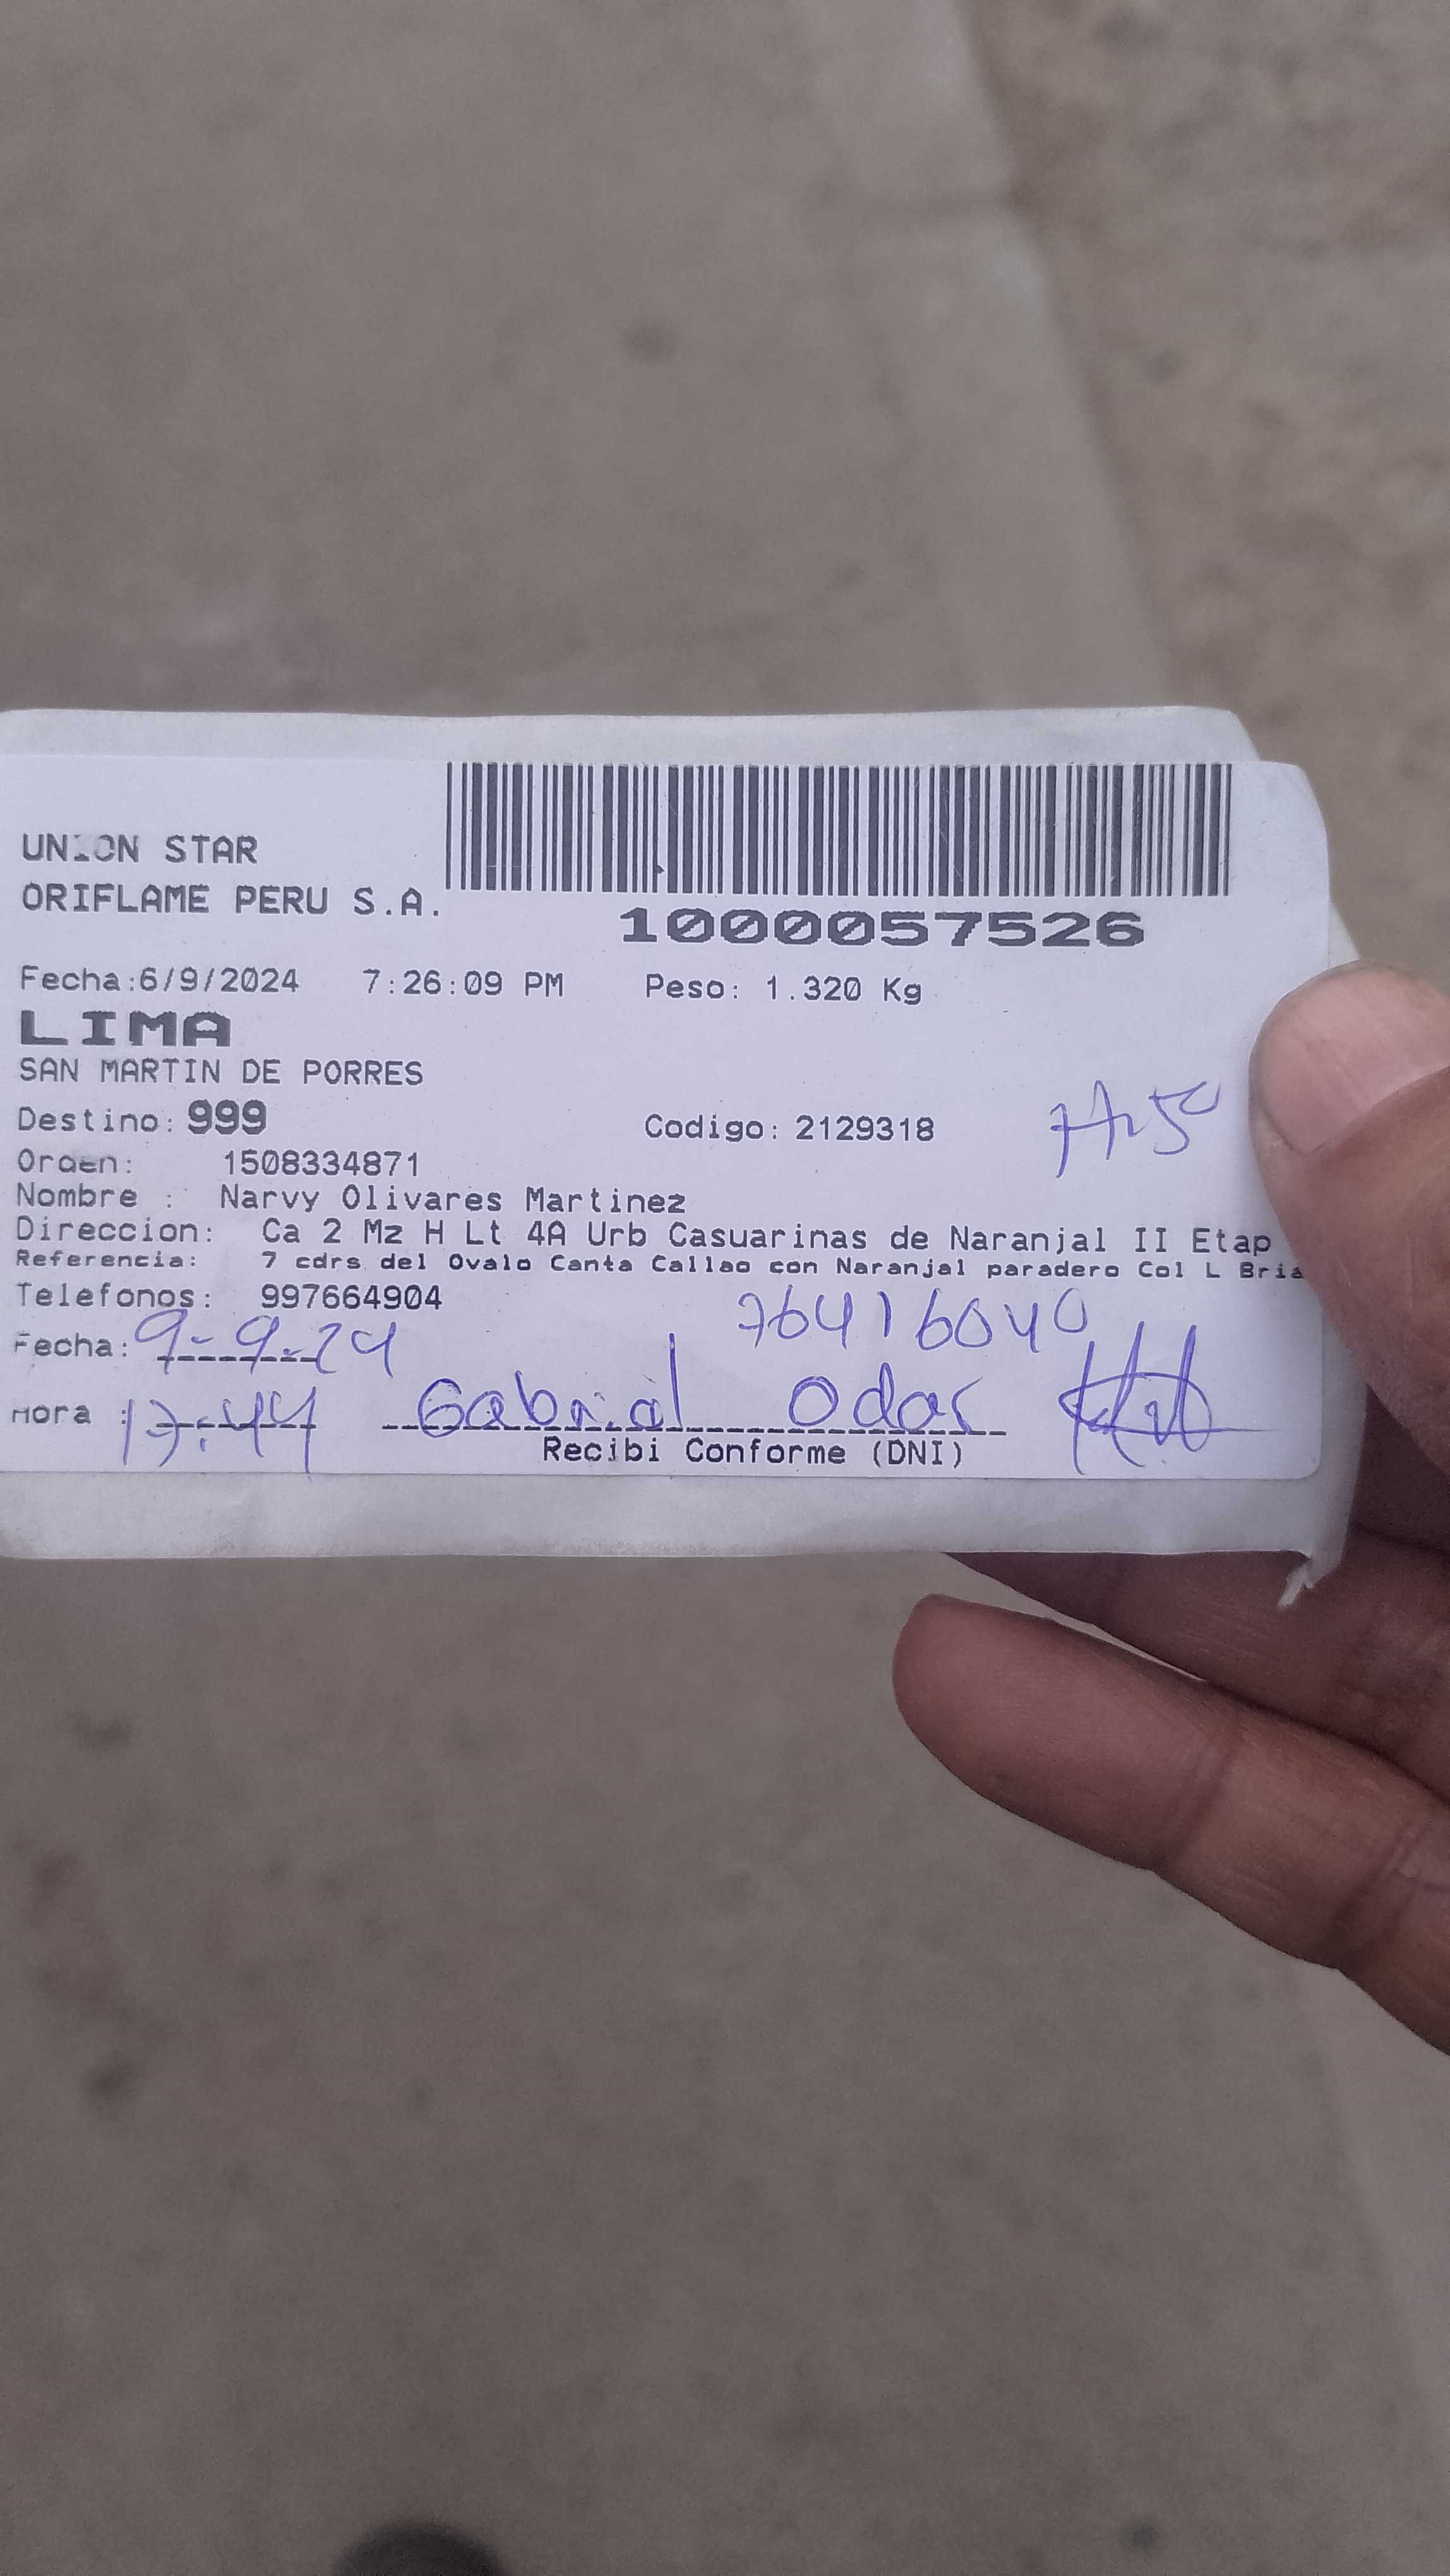 UNION STAR
ORIFLAME PERU S.A.
1000057526
Fecha:6/9/2024 7:26:09 PM Peso: 1.320 Kg
LIMA
SAN MARTIN DE PORRES
Destino: 999 Codigo: 2129318
Orden: 1508334871
Nombre : Narvy Olivares Martinez
Direccion: Ca 2 Mz H Lt 4A Urb Casuarinas de Naranjal II Etap
Referencia: 7 cdrs del Ovalo Canta Callao con Naranjal paradero Col L Bria
Telefonos: 997664904
76416040
Fecha: 9-9-24
Hora : 17:44 Gabriel Odar
Recibi Conforme (DNI)